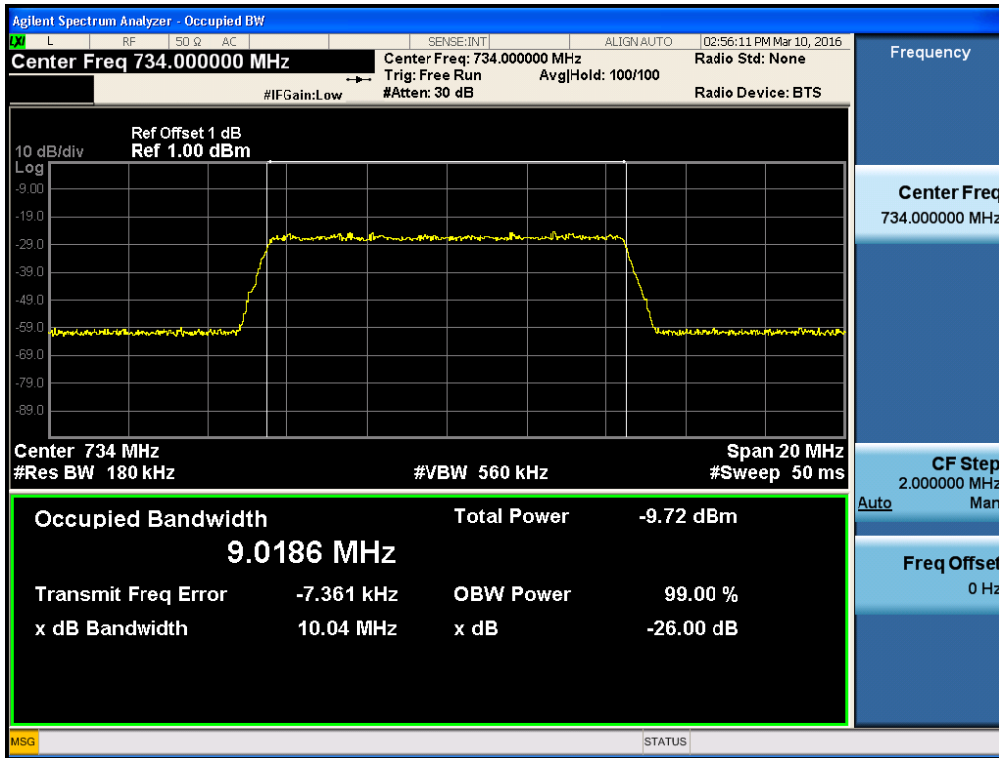 Agilent Spectrum Analyzer - Occupied BW
LXI L RF 50 Ω AC SENSE:INT ALIGN AUTO 02:56:11 PM Mar 10, 2016
Center Freq 734.000000 MHz
Center Freq: 734.000000 MHz
Radio Std: None
Trig: Free Run Avg|Hold: 100/100
#IFGain:Low
#Atten: 30 dB
Radio Device: BTS
Ref Offset 1 dB
10 dB/div Ref 1.00 dBm
Log
-9.00
-19.0
-29.0
-39.0
-49.0
-59.0
-69.0
-79.0
-89.0
Center 734 MHz Span 20 MHz
#Res BW 180 kHz #VBW 560 kHz #Sweep 50 ms
Occupied Bandwidth Total Power -9.72 dBm
9.0186 MHz
Transmit Freq Error -7.361 kHz OBW Power 99.00 %
x dB Bandwidth 10.04 MHz x dB -26.00 dB
Frequency
Center Freq
734.000000 MHz
CF Step
2.000000 MHz
Auto Man
Freq Offset
0 Hz
MSG STATUS